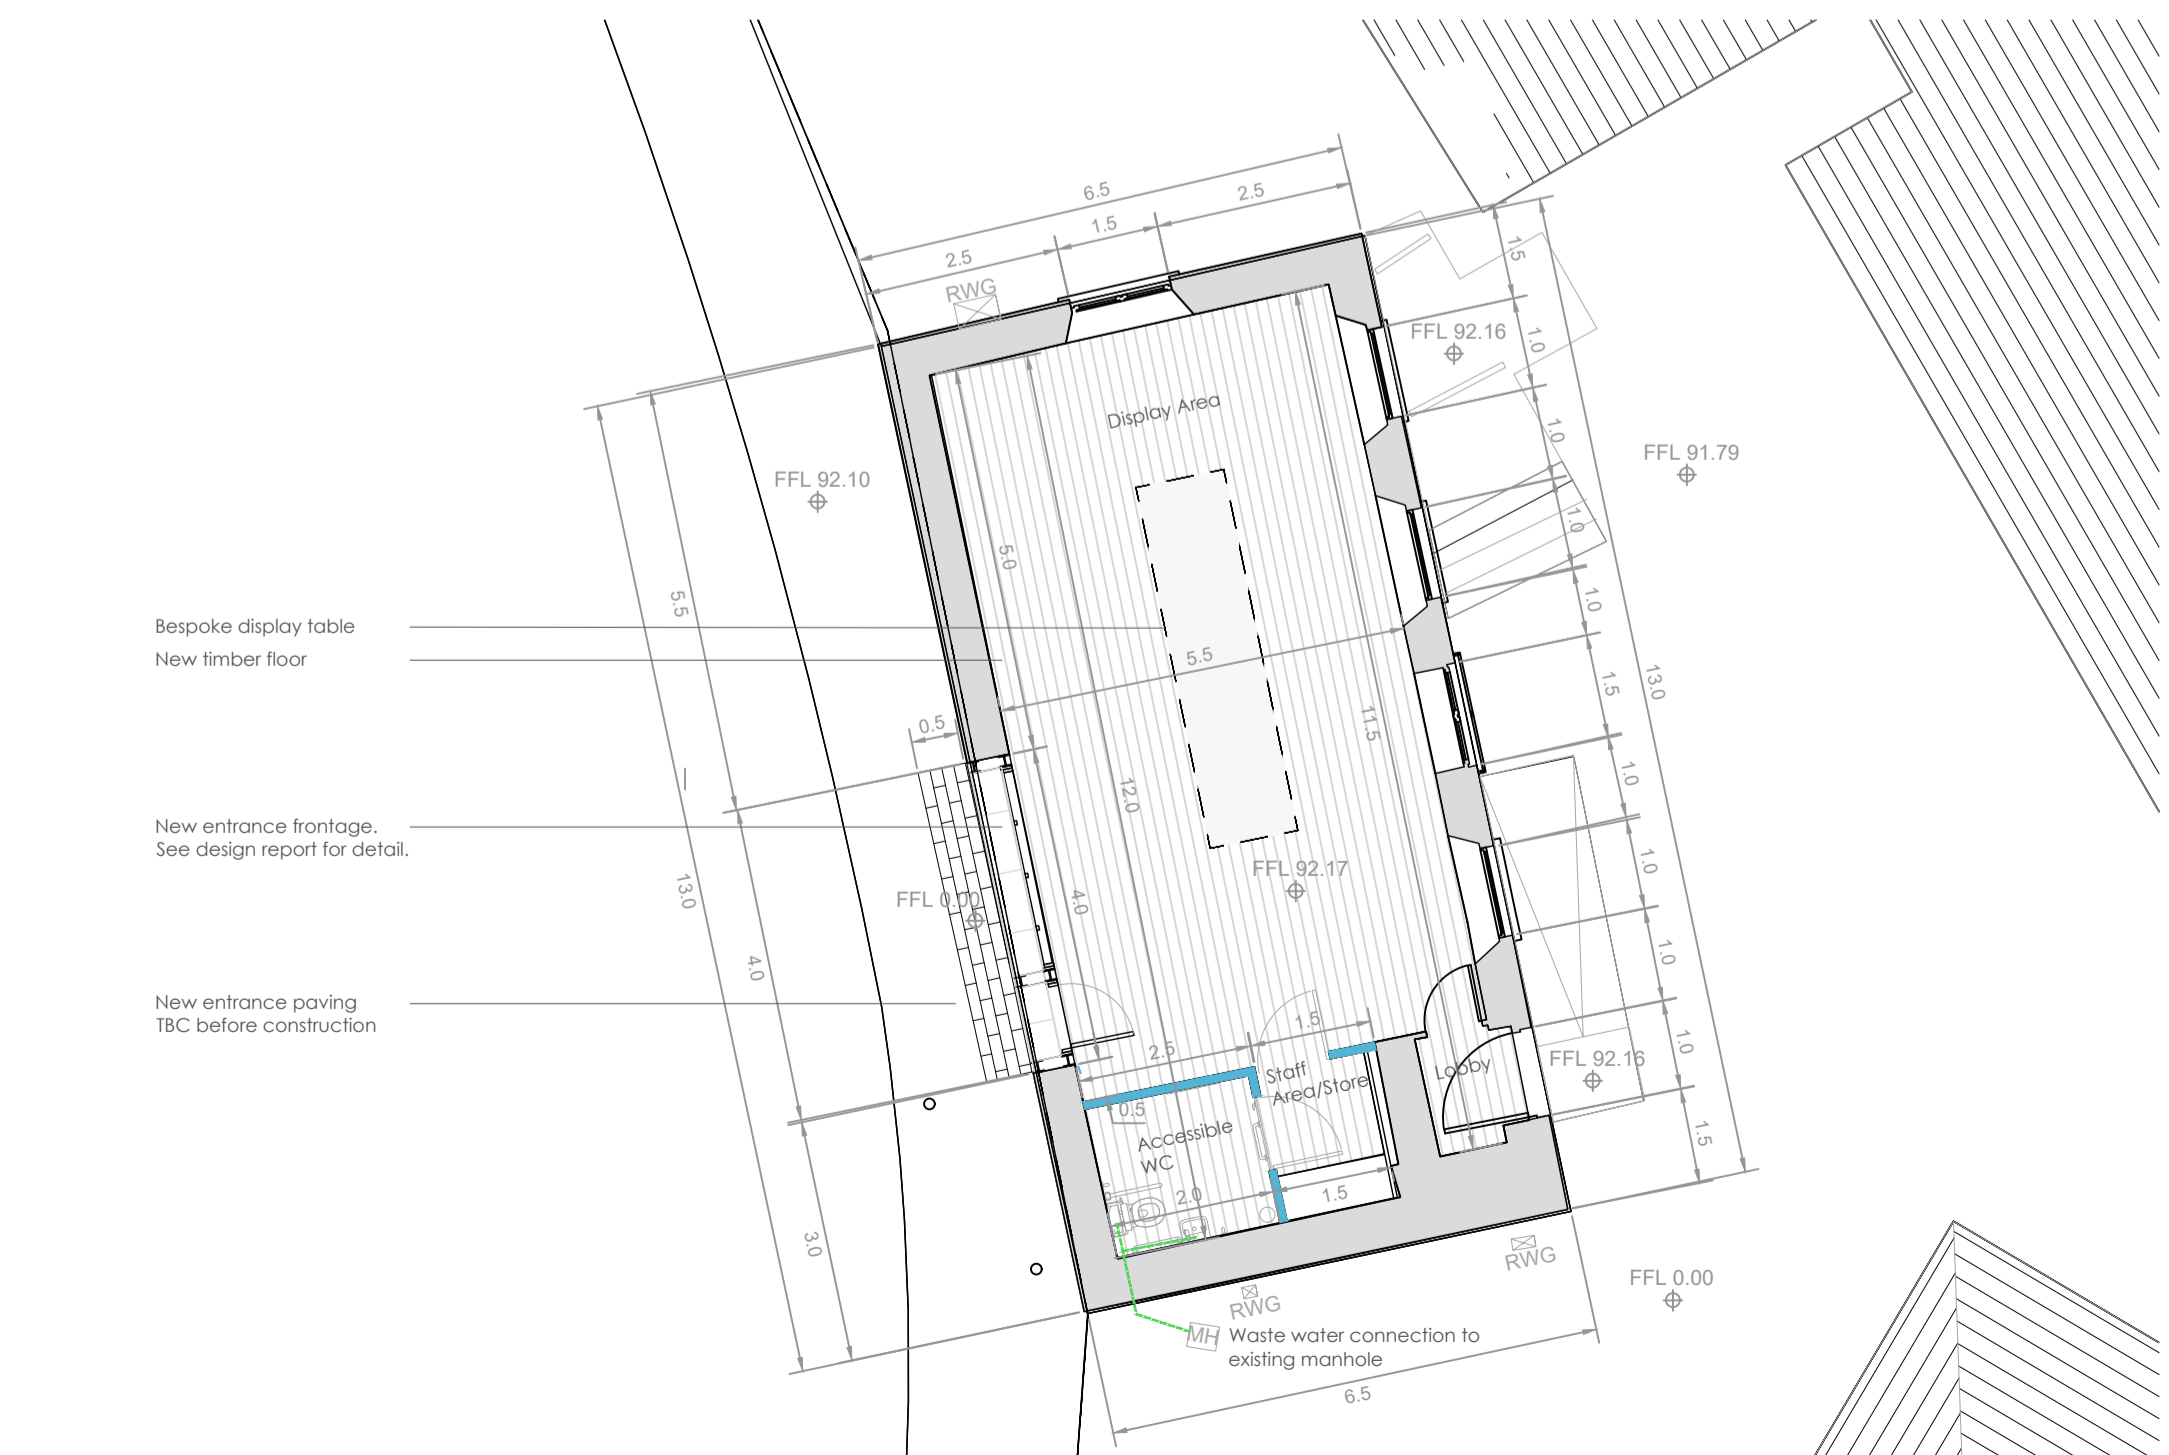 6.5
2.5
1.5
2.5
RWG
1.5
1.0
FFL 92.16
Display Area
1.0
FFL 91.79
FFL 92.10
1.0
5.0
5.5
1.0
Bespoke display table
New timber floor
5.5
1.5
13.0
0.5
11.5
1.0
12.0
New entrance frontage.
See design report for detail.
FFL 92.17
1.0
13.0
FFL 0.00
4.0
4.0
1.0
New entrance paving
TBC before construction
1.5
2.5
1.0
Staff
Area/Store
Lobby
FFL 92.16
0.5
Accessible
WC
1.5
2.0
1.5
3.0
RWG
FFL 0.00
RWG
MH
Waste water connection to
existing manhole
6.5